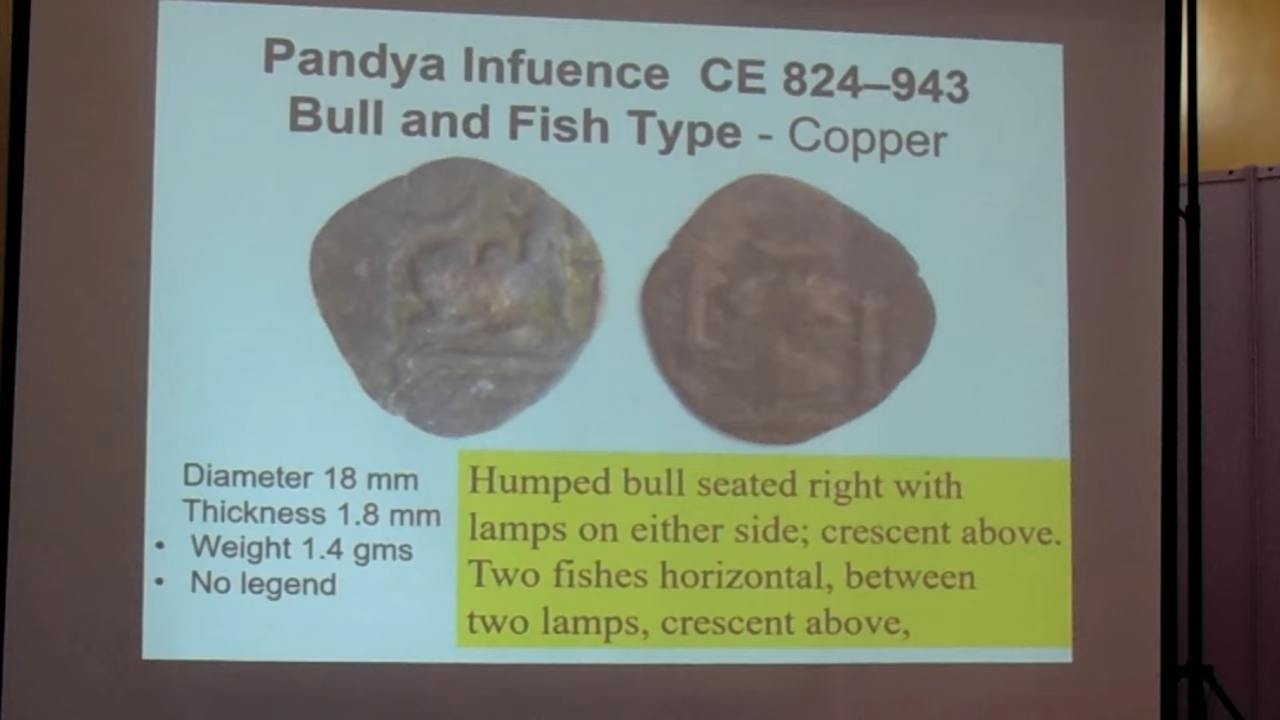 Pandya Infuence CE 824–943
Bull and Fish Type - Copper
Diameter 18 mm
Thickness 1.8 mm
• Weight 1.4 gms
• No legend
Humped bull seated right with
lamps on either side; crescent above.
Two fishes horizontal, between
two lamps, crescent above,